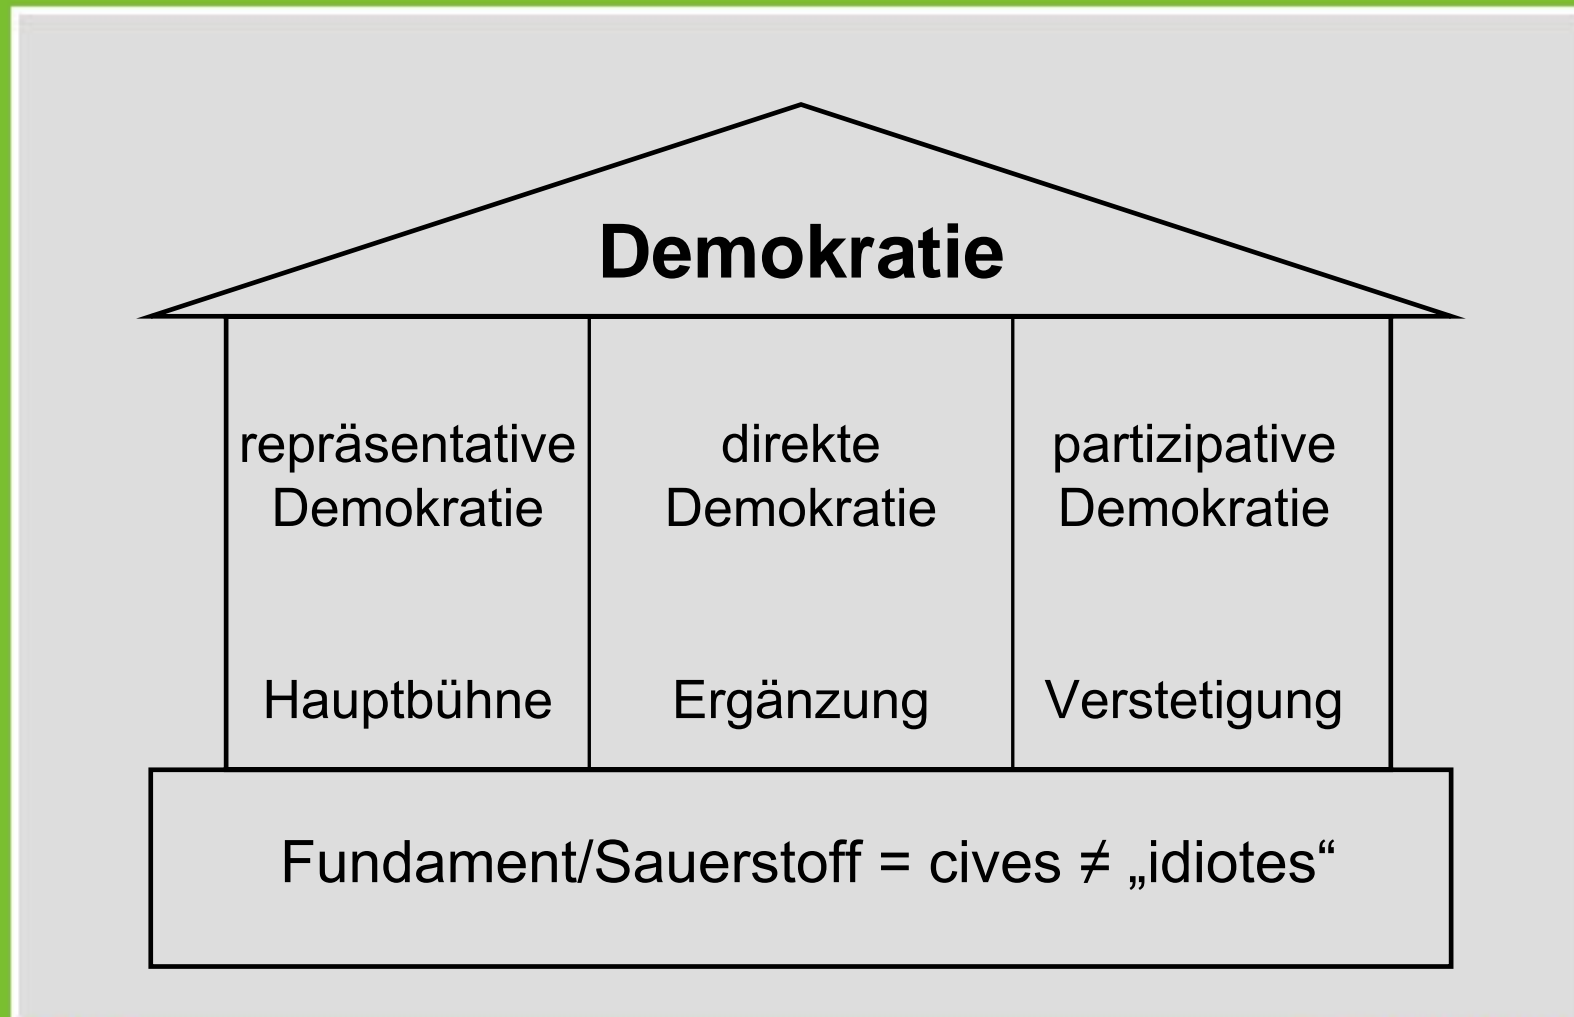 Demokratie
repräsentative
Demokratie
Hauptbühne
direkte
Demokratie
Ergänzung
partizipative
Demokratie
Verstetigung
Fundament/Sauerstoff = cives ≠ „idiotes“